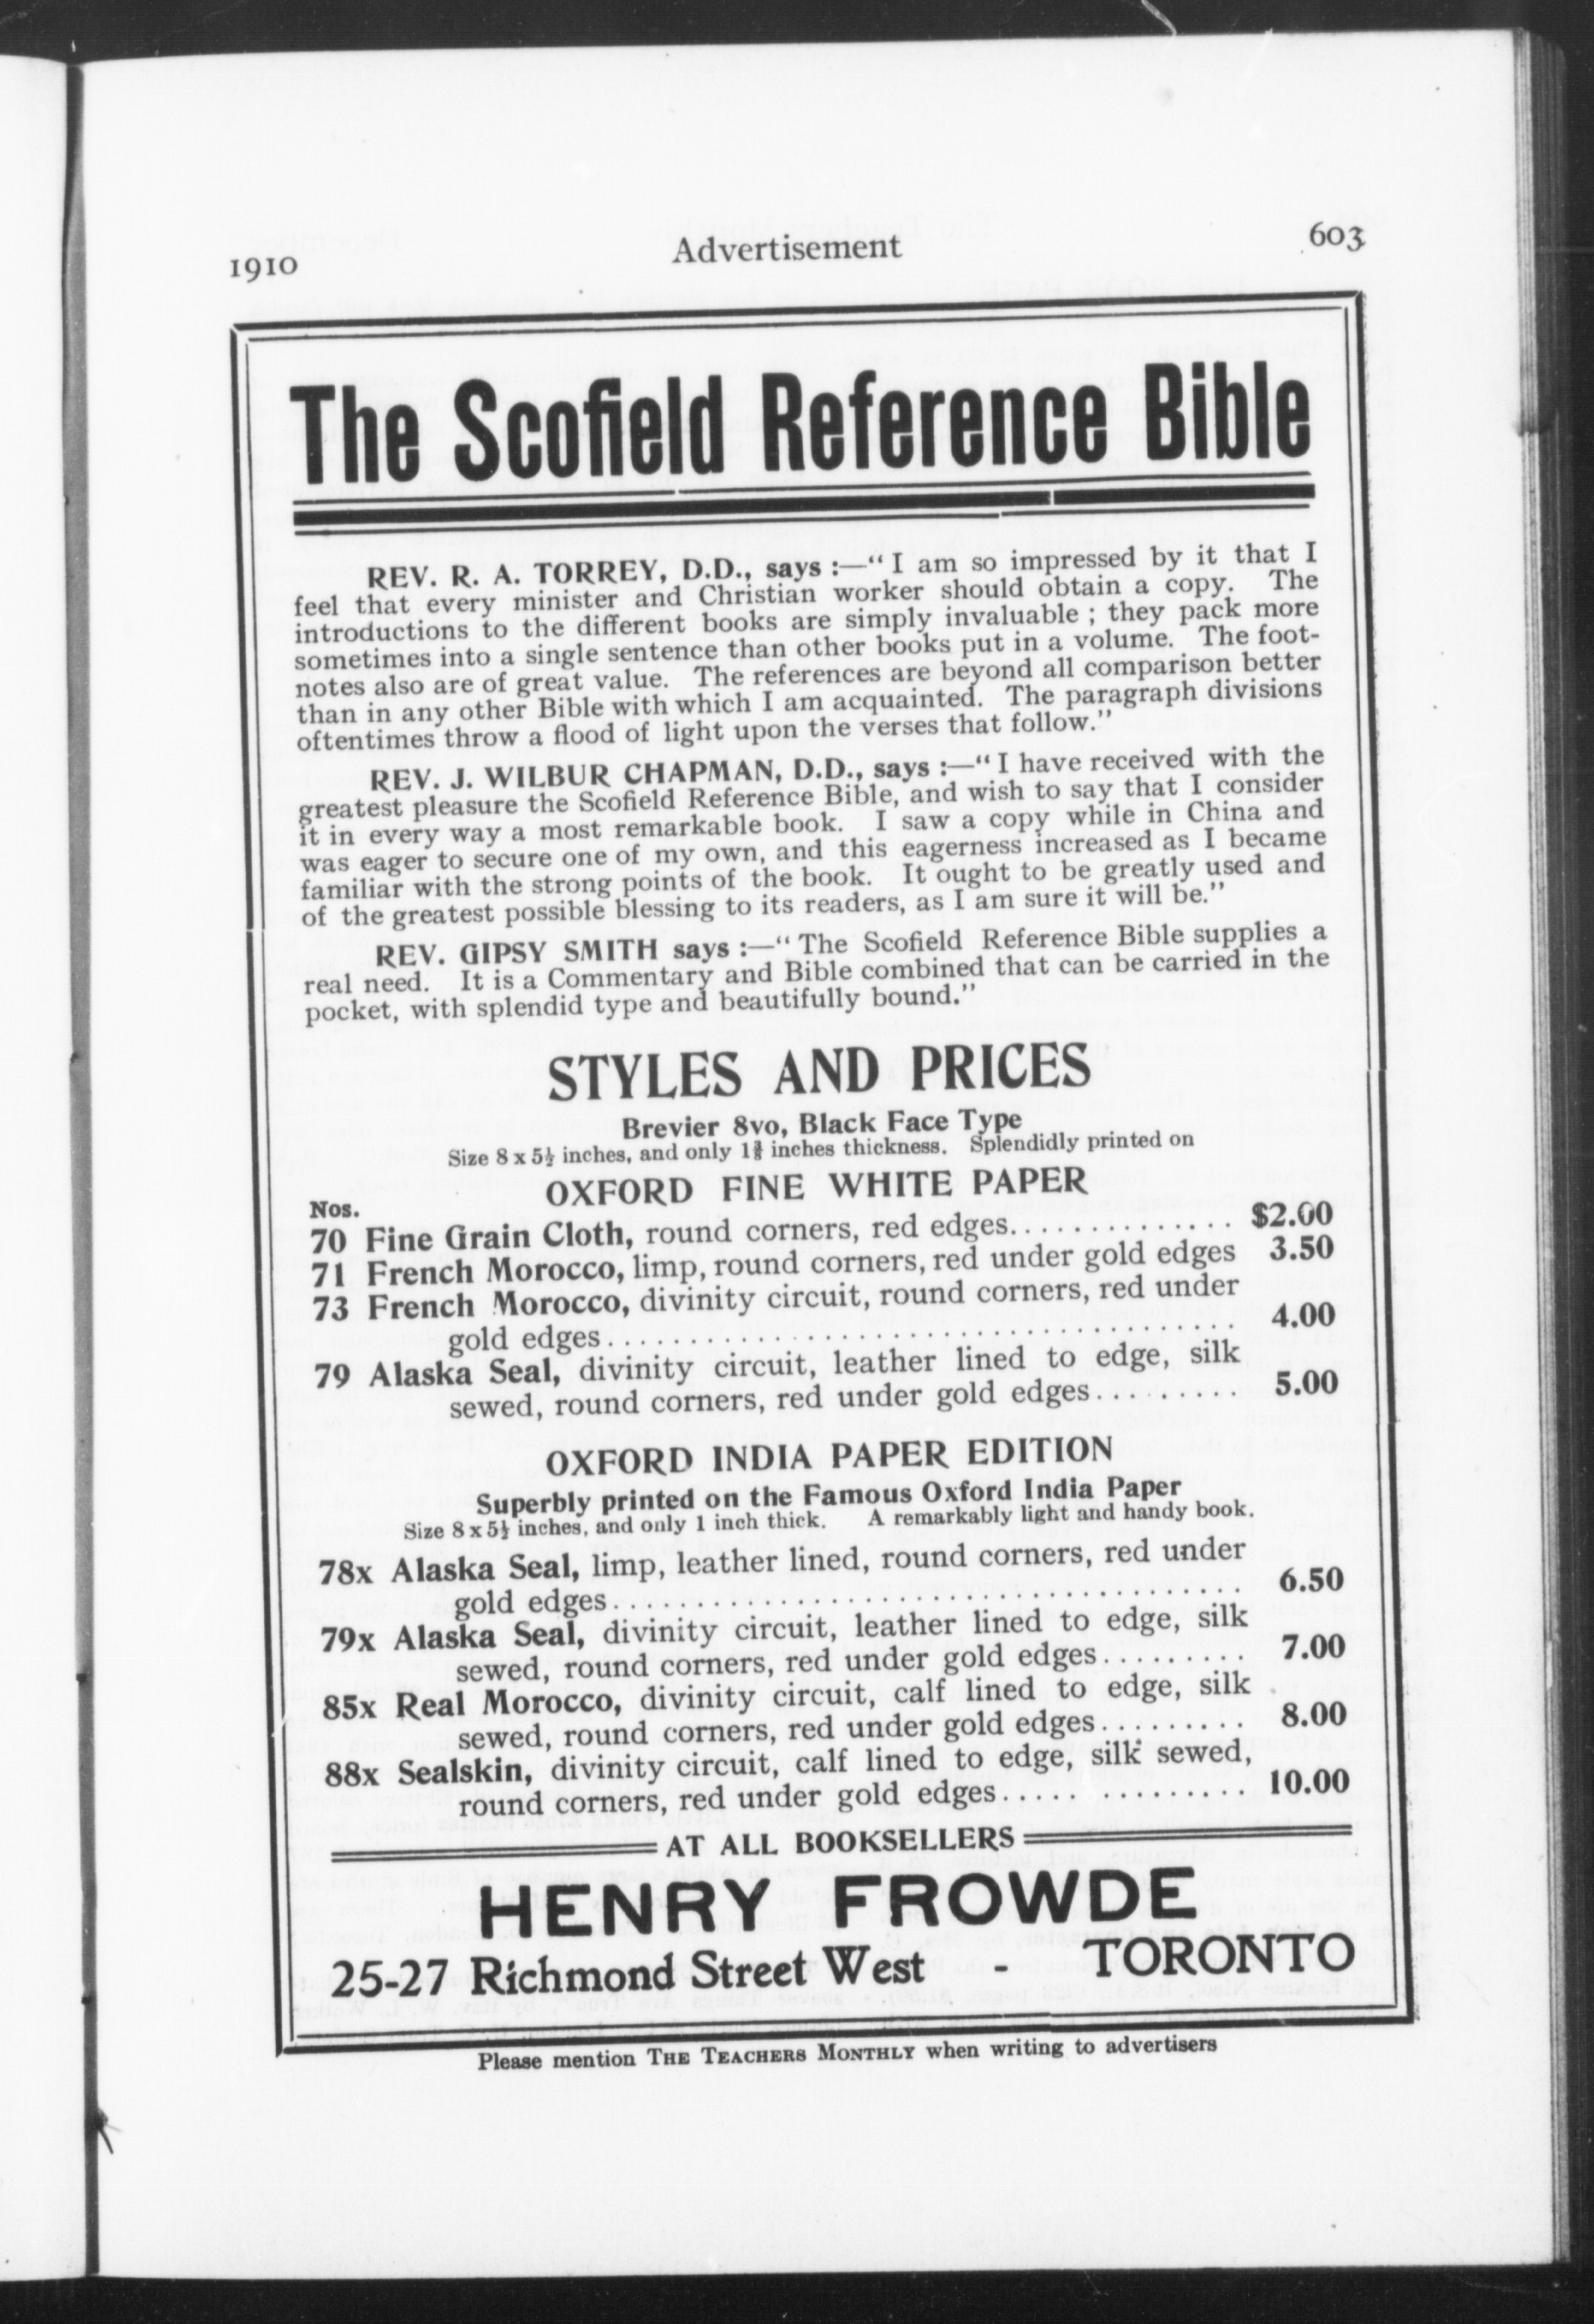 1910
Advertisement
603
The Scofield Reference Bible
REV. R. A. TORREY, D.D., says :—“ I am so impressed by it that I
feel that every minister and Christian worker should obtain a copy. The
introductions to the different books are simply invaluable ; they pack more
sometimes into a single sentence than other books put in a volume. The foot-
notes also are of great value. The references are beyond all comparison better
than in any other Bible with which I am acquainted. The paragraph divisions
oftentimes throw a flood of light upon the verses that follow.”
REV. J. WILBUR CHAPMAN, D.D., says :—“ I have received with the
greatest pleasure the Scofield Reference Bible, and wish to say that I consider
it in every way a most remarkable book. I saw a copy while in China and
was eager to secure one of my own, and this eagerness increased as I became
familiar with the strong points of the book. It ought to be greatly used and
of the greatest possible blessing to its readers, as I am sure it will be.”
REV. GIPSY SMITH says :—“ The Scofield Reference Bible supplies a
real need. It is a Commentary and Bible combined that can be carried in the
pocket, with splendid type and beautifully bound.”
STYLES AND PRICES
Brevier 8vo, Black Face Type
Size 8 x 5½ inches, and only 1⅜ inches thickness. Splendidly printed on
OXFORD FINE WHITE PAPER
Nos.
70 Fine Grain Cloth, round corners, red edges.............. $2.00
71 French Morocco, limp, round corners, red under gold edges 3.50
73 French Morocco, divinity circuit, round corners, red under
gold edges...................................... 4.00
79 Alaska Seal, divinity circuit, leather lined to edge, silk
sewed, round corners, red under gold edges......... 5.00
OXFORD INDIA PAPER EDITION
Superbly printed on the Famous Oxford India Paper
Size 8 x 5½ inches, and only 1 inch thick. A remarkably light and handy book.
78x Alaska Seal, limp, leather lined, round corners, red under
gold edges...................................... 6.50
79x Alaska Seal, divinity circuit, leather lined to edge, silk
sewed, round corners, red under gold edges......... 7.00
85x Real Morocco, divinity circuit, calf lined to edge, silk
sewed, round corners, red under gold edges......... 8.00
88x Sealskin, divinity circuit, calf lined to edge, silk sewed,
round corners, red under gold edges..... ......... 10.00
AT ALL BOOKSELLERS
HENRY FROWDE
25-27 Richmond Street West - TORONTO
Please mention THE TEACHERS MONTHLY when writing to advertisers